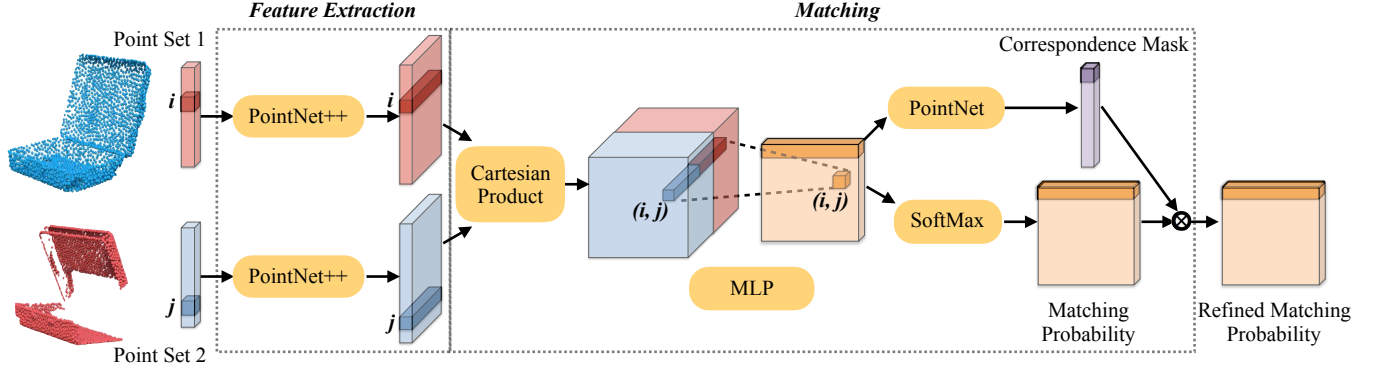 Feature Extraction
Matching
Point Set 1
Correspondence Mask
i
PointNet++
i
PointNet
Cartesian
Product
(i, j)
(i, j)
SoftMax
j
PointNet++
j
MLP
Point Set 2
Matching
Probability
Refined Matching
Probability